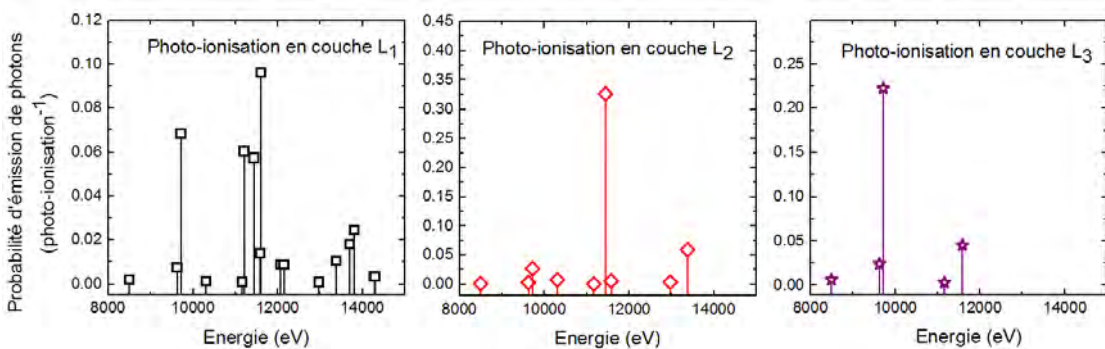 Probabilité d'émission de photons
(photo-ionisation⁻¹)
0.12
0.10
0.08
0.06
0.04
0.02
0.00
Photo-ionisation en couche L₁
8000 10000 12000 14000
Energie (eV)
0.45
0.40
0.35
0.30
0.25
0.20
0.15
0.10
0.05
0.00
Photo-ionisation en couche L₂
8000 10000 12000 14000
Energie (eV)
0.25
0.20
0.15
0.10
0.05
0.00
Photo-ionisation en couche L₃
8000 10000 12000 14000
Energie (eV)